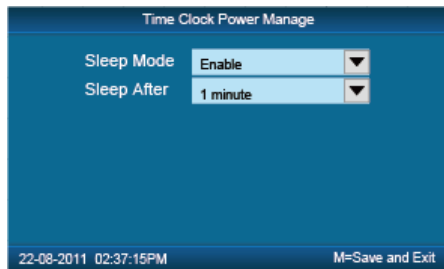 Time Clock Power Manage
Sleep Mode Enable
Sleep After 1 minute
22-08-2011 02:37:15PM M=Save and Exit